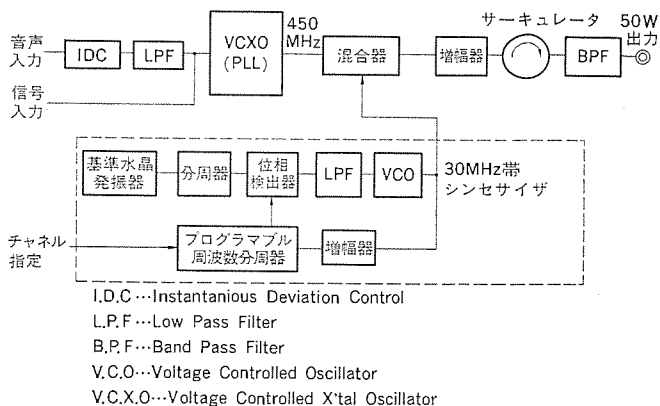 音声
入力
IDC
LPF
VCXO
(PLL)
450
MHz
混合器
増幅器
サーキュレータ
BPF
50W
出力
信号
入力
基準水晶
発振器
分周器
位相
検出器
LPF
VCO
30MHz帯
シンセサイザ
チャネル
指定
プログラマブル
周波数分周器
増幅器
I.D.C…Instantanious Deviation Control
L.P.F…Low Pass Filter
B.P.F…Band Pass Filter
V.C.O…Voltage Controlled Oscillator
V.C.X.O…Voltage Controlled X'tal Oscillator